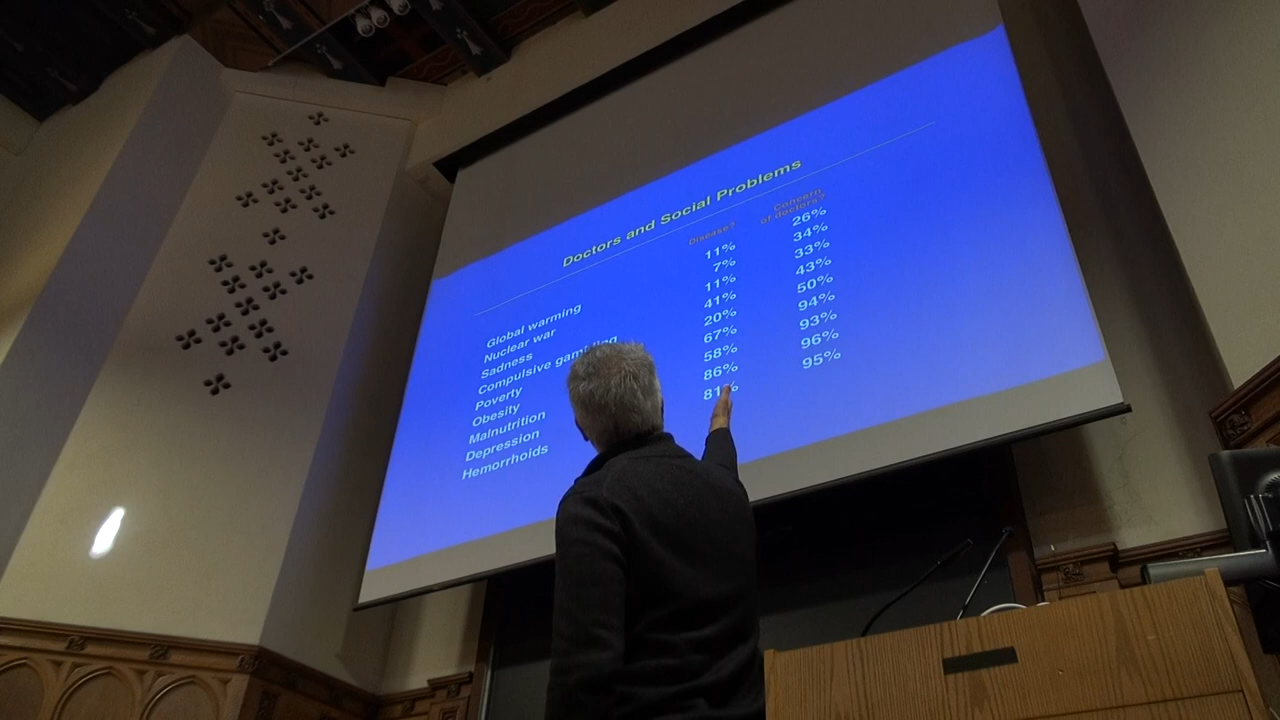 Doctors and Social Problems
Disease? Concern of doctors?
Global warming 11% 26%
Nuclear war 7% 34%
Sadness 11% 33%
Compulsive gambling 41% 43%
Poverty 20% 50%
Obesity 67% 94%
Malnutrition 58% 93%
Depression 86% 96%
Hemorrhoids 81% 95%